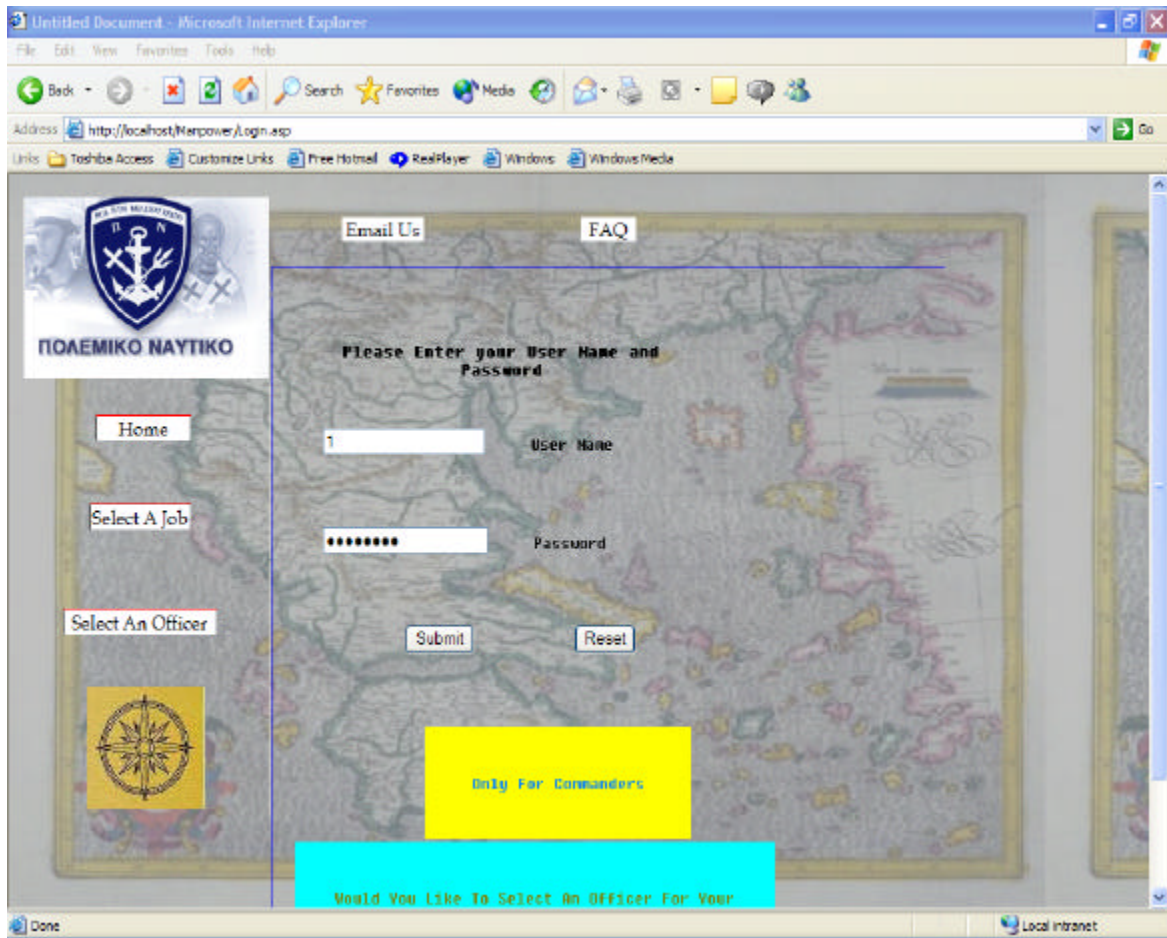 Untitled Document - Microsoft Internet Explorer
File Edit View Favorites Tools Help
Back Search Favorites Media
Address http://localhost/Manpower/Login.asp Go
Links Toshiba Access Customize Links Free Hotmail RealPlayer Windows Windows Media
Π Ν
ΠΟΛΕΜΙΚΟ ΝΑΥΤΙΚΟ
Email Us FAQ
Please Enter your User Name and
Password
Home
1 User Name
Select A Job
•••••••• Password
Select An Officer
Submit Reset
Only For Commanders
Would You Like To Select An Officer For Your
Done Local intranet